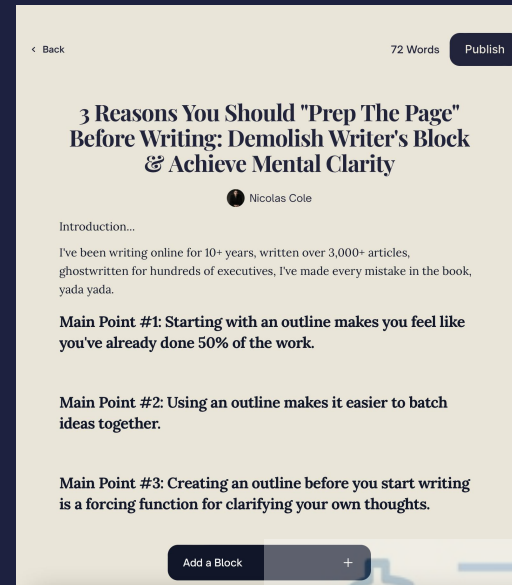 Back
72 Words
Publish
3 Reasons You Should "Prep The Page"
Before Writing: Demolish Writer's Block
& Achieve Mental Clarity
Nicolas Cole
Introduction...
I've been writing online for 10+ years, written over 3,000+ articles,
ghostwritten for hundreds of executives, I've made every mistake in the book,
yada yada.
Main Point #1: Starting with an outline makes you feel like
you've already done 50% of the work.
Main Point #2: Using an outline makes it easier to batch
ideas together.
Main Point #3: Creating an outline before you start writing
is a forcing function for clarifying your own thoughts.
Add a Block +